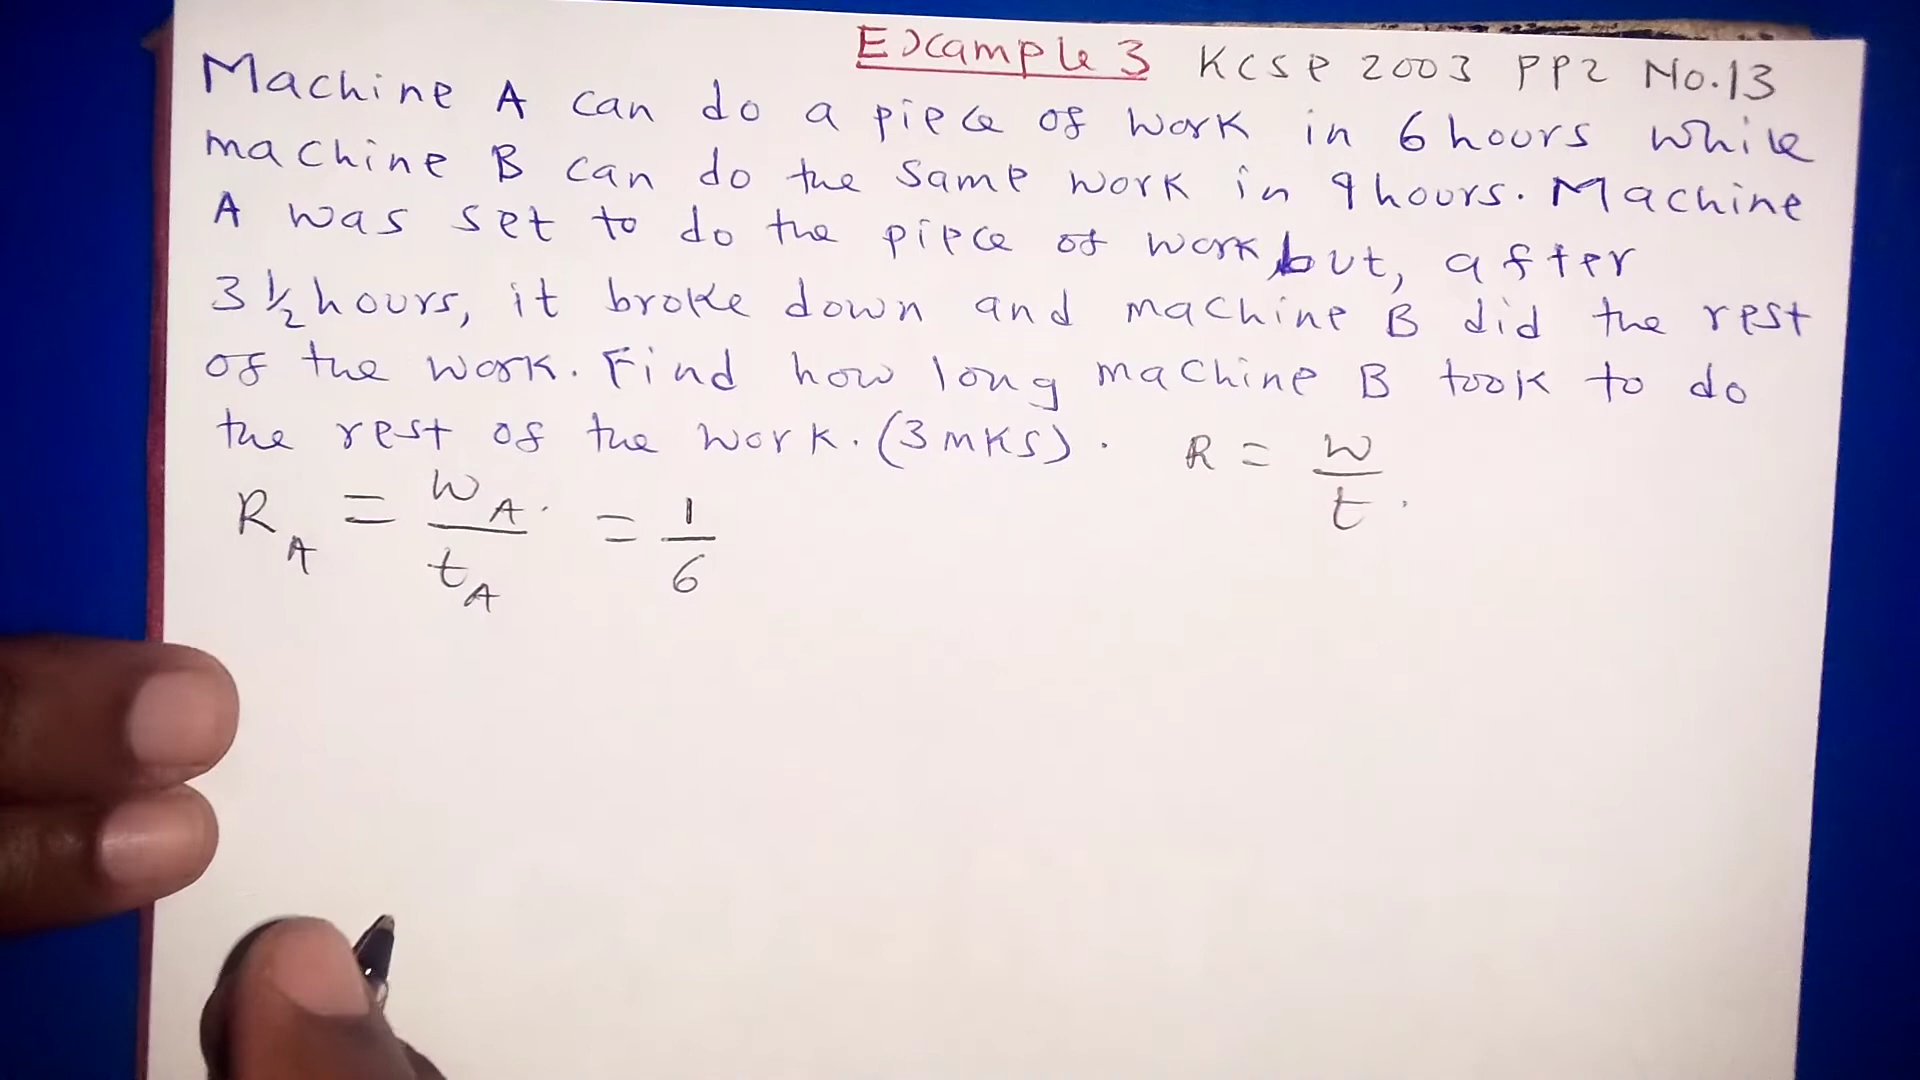 Example 3 KCSE 2003 PP2 No.13
Machine A can do a piece of work in 6 hours while
machine B can do the same work in 9 hours. Machine
A was set to do the piece of work but, after
3 1/2 hours, it broke down and machine B did the rest
of the work. Find how long machine B took to do
the rest of the work. (3 mks).
R = W/t.
R_A = W_A/t_A = 1/6